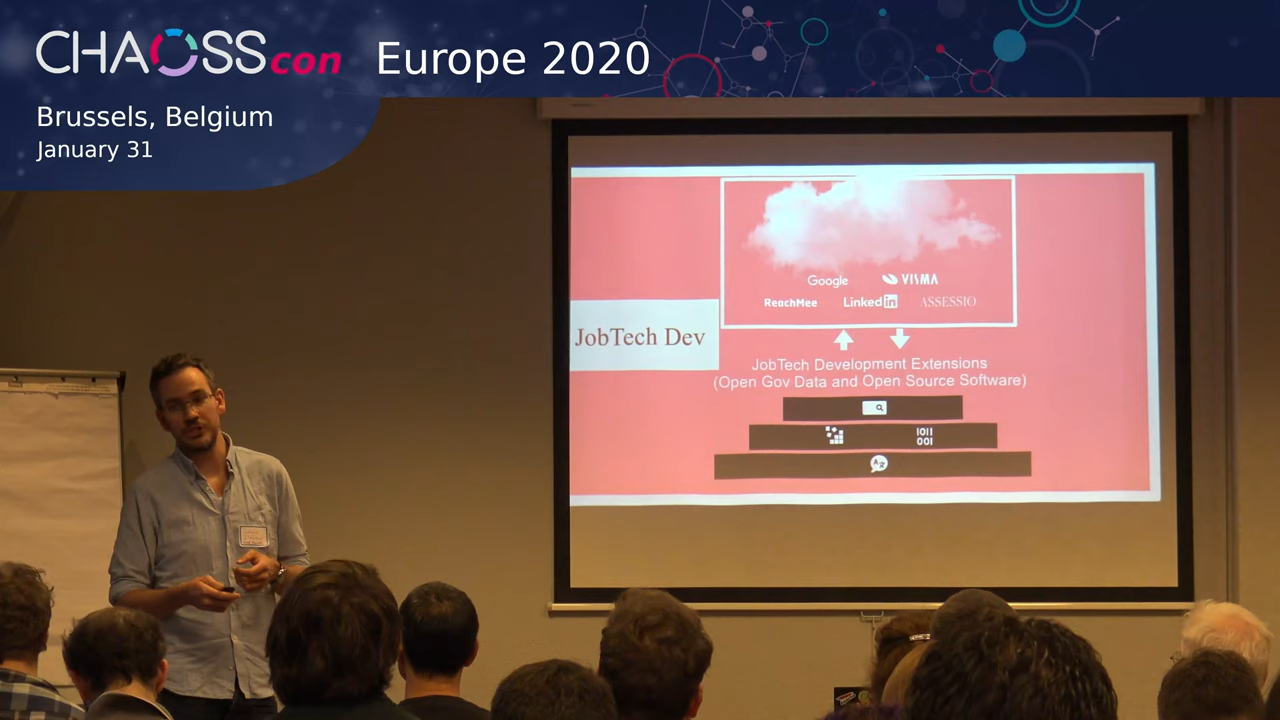 CHAOSScon Europe 2020
Brussels, Belgium
January 31
Google VISMA
ReachMee Linkedin ASSESSIO
JobTech Dev
JobTech Development Extensions
(Open Gov Data and Open Source Software)
1011
001